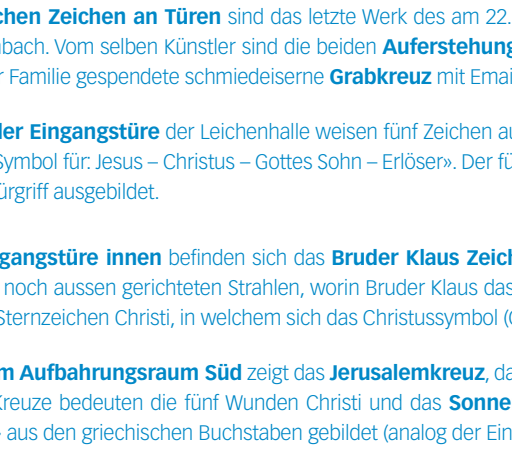 chen Zeichen an Türen sind das letzte Werk des am 22.
nbach. Vom selben Künstler sind die beiden Auferstehung
r Familie gespendete schmiedeiserne Grabkreuz mit Emai
der Eingangstüre der Leichenhalle weisen fünf Zeichen au
Symbol für: Jesus – Christus – Gottes Sohn – Erlöser». Der fü
ürgriff ausgebildet.
gangstüre innen befinden sich das Bruder Klaus Zeich
noch aussen gerichteten Strahlen, worin Bruder Klaus das
Sternzeichen Christi, in welchem sich das Christussymbol (
m Aufbahrungsraum Süd zeigt das Jerusalemkreuz, da
Kreuze bedeuten die fünf Wunden Christi und das Sonne
aus den griechischen Buchstaben gebildet (analog der Ein